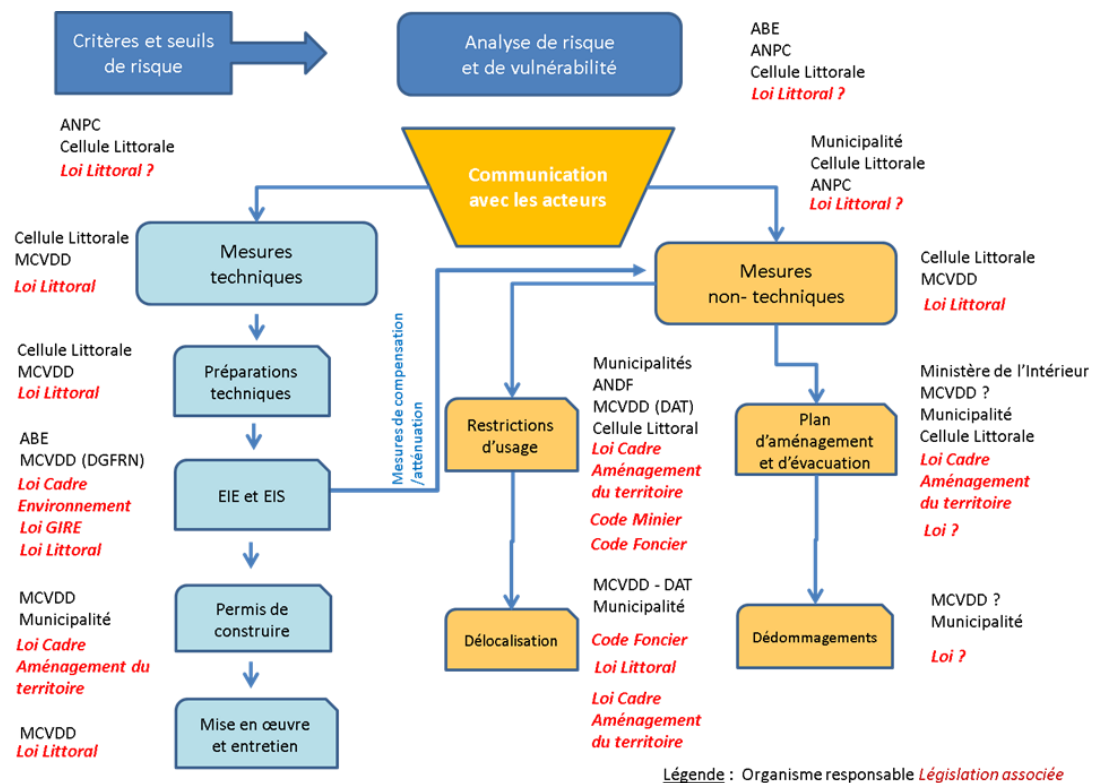 Critères et seuils
de risque
Analyse de risque
et de vulnérabilité
ABE
ANPC
Cellule Littorale
Loi Littoral ?
ANPC
Cellule Littorale
Loi Littoral ?
Communication
avec les acteurs
Municipalité
Cellule Littorale
ANPC
Loi Littoral ?
Cellule Littorale
MCVDD
Loi Littoral
Mesures
techniques
Mesures
non- techniques
Cellule Littorale
MCVDD
Loi Littoral
Mesures de compensation
/atténuation
Cellule Littorale
MCVDD
Loi Littoral
Préparations
techniques
Municipalités
ANDF
MCVDD (DAT)
Cellule Littoral
Loi Cadre
Aménagement
du territoire
Code Minier
Code Foncier
Restrictions
d’usage
Plan
d’aménagement
et d’évacuation
Ministère de l’Intérieur
MCVDD ?
Municipalité
Cellule Littorale
Loi Cadre
Aménagement
du territoire
Loi ?
ABE
MCVDD (DGFRN)
Loi Cadre
Environnement
Loi GIRE
Loi Littoral
EIE et EIS
MCVDD
Municipalité
Loi Cadre
Aménagement du
territoire
Permis de
construire
Délocalisation
MCVDD - DAT
Municipalité
Code Foncier
Loi Littoral
Loi Cadre
Aménagement
du territoire
Dédommagements
MCVDD ?
Municipalité
Loi ?
MCVDD
Loi Littoral
Mise en œuvre
et entretien
Légende : Organisme responsable Législation associée